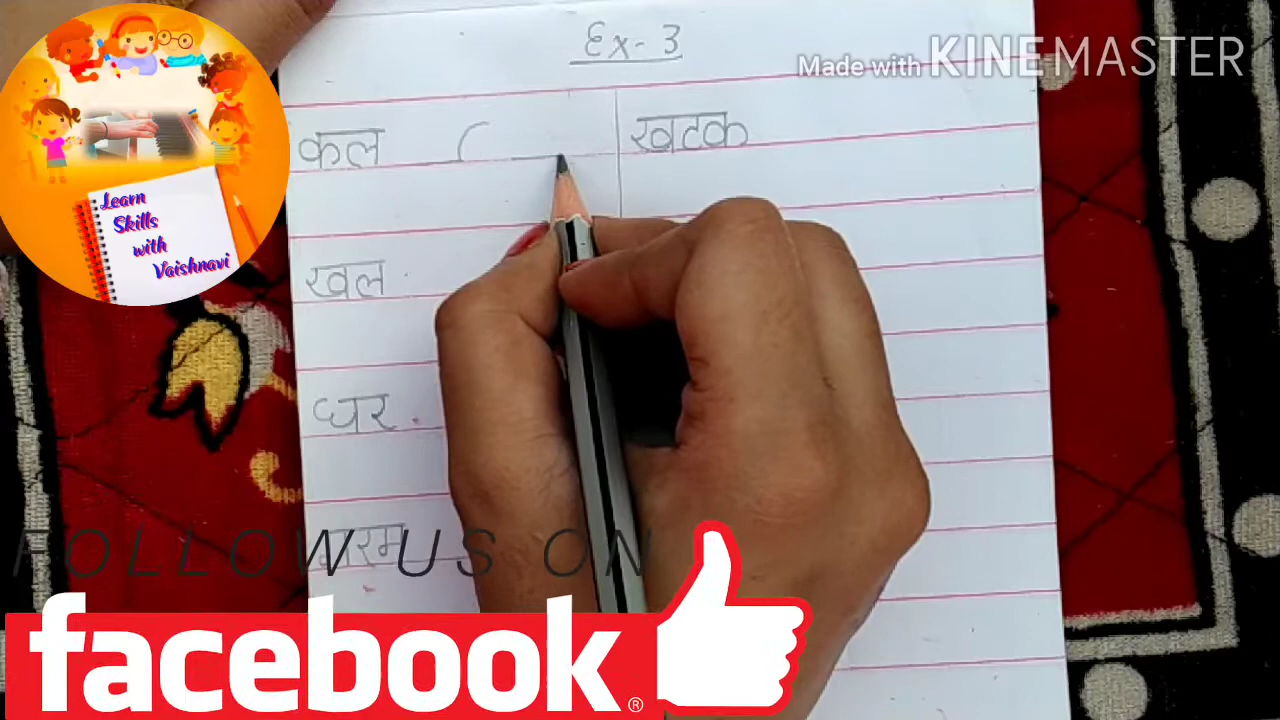 Ex-3
Made with KINEMASTER
कल
खटक
Learn
Skills
with
Vaishnavi
खल
घर
FOLLOW US ON
facebook®